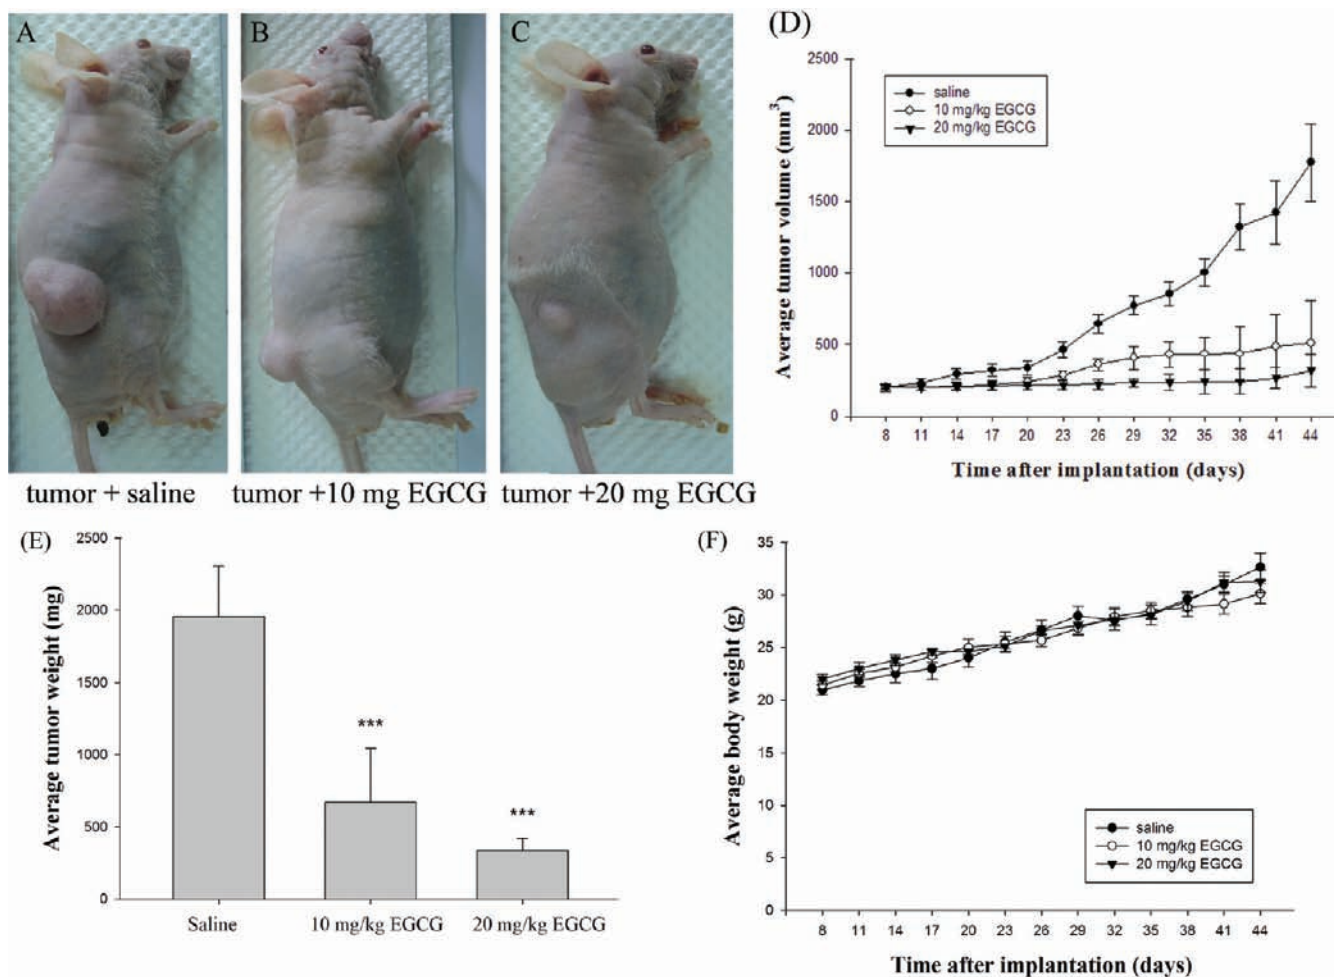 A
B
C
tumor + saline
tumor +10 mg EGCG
tumor +20 mg EGCG
(D)
2500
2000
1500
1000
500
0
Average tumor volume (mm³)
saline
10 mg/kg EGCG
20 mg/kg EGCG
8 11 14 17 20 23 26 29 32 35 38 41 44
Time after implantation (days)
(E)
2500
2000
1500
1000
500
0
Average tumor weight (mg)
***
***
Saline
10 mg/kg EGCG
20 mg/kg EGCG
(F)
35
30
25
20
15
10
5
0
Average body weight (g)
saline
10 mg/kg EGCG
20 mg/kg EGCG
8 11 14 17 20 23 26 29 32 35 38 41 44
Time after implantation (days)